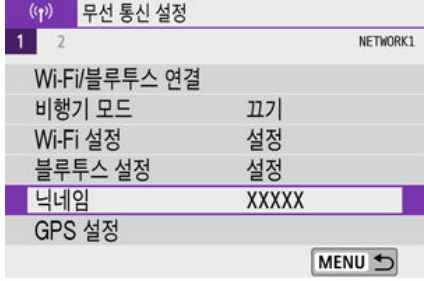 무선 통신 설정
1 2 NETWORK1
Wi-Fi/블루투스 연결
비행기 모드 끄기
Wi-Fi 설정 설정
블루투스 설정 설정
닉네임 XXXXX
GPS 설정
MENU